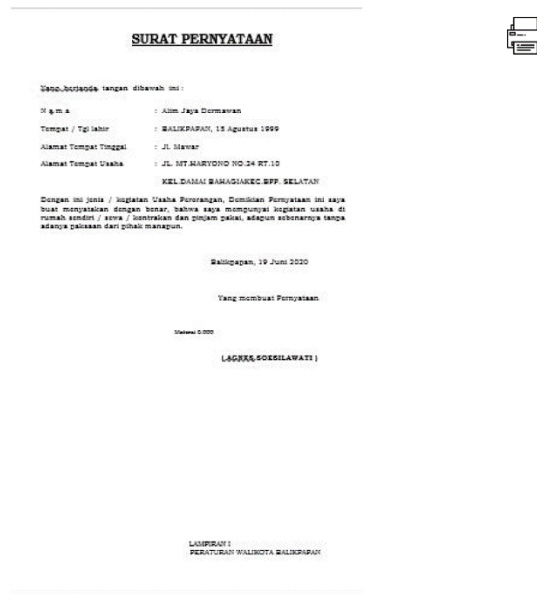 SURAT PERNYATAAN
Yang bertanda tangan dibawah ini :
N a m a : Alim Jaya Dermawan
Tempat / Tgl lahir : BALIKPAPAN, 15 Agustus 1999
Alamat Tempat Tinggal : Jl. Mawar
Alamat Tempat Usaha : JL. MT.HARYONO NO.24 RT.10
KEL.DAMAI BAHAGIAKEC.BPP. SELATAN
Dengan ini jenis / kegiatan Usaha Perorangan, Demikian Pernyataan ini saya
buat menyatakan dengan benar, bahwa saya mempunyai kegiatan usaha di
rumah sendiri / sewa / kontrakan dan pinjam pakai, adapun sebenarnya tanpa
adanya paksaan dari pihak manapun.
Balikpapan, 19 Juni 2020
Yang membuat Pernyataan
Materai 6.000
( AGNES SOESILAWATI )
LAMPIRAN I
PERATURAN WALIKOTA BALIKPAPAN